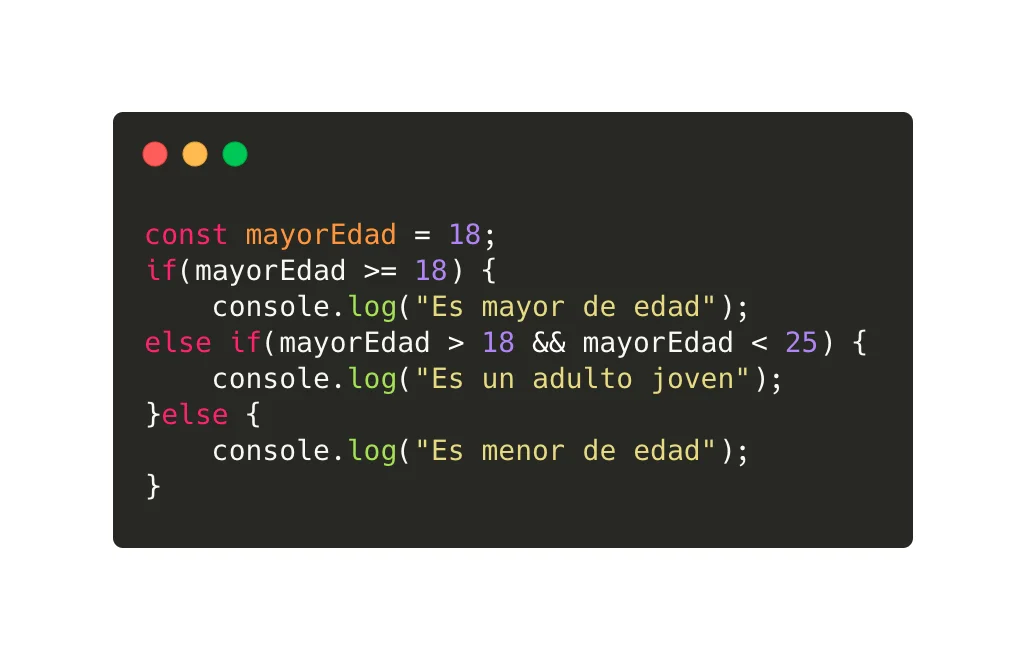 const mayorEdad = 18;
if(mayorEdad >= 18) {
    console.log("Es mayor de edad");
else if(mayorEdad > 18 && mayorEdad < 25) {
    console.log("Es un adulto joven");
}else {
    console.log("Es menor de edad");
}